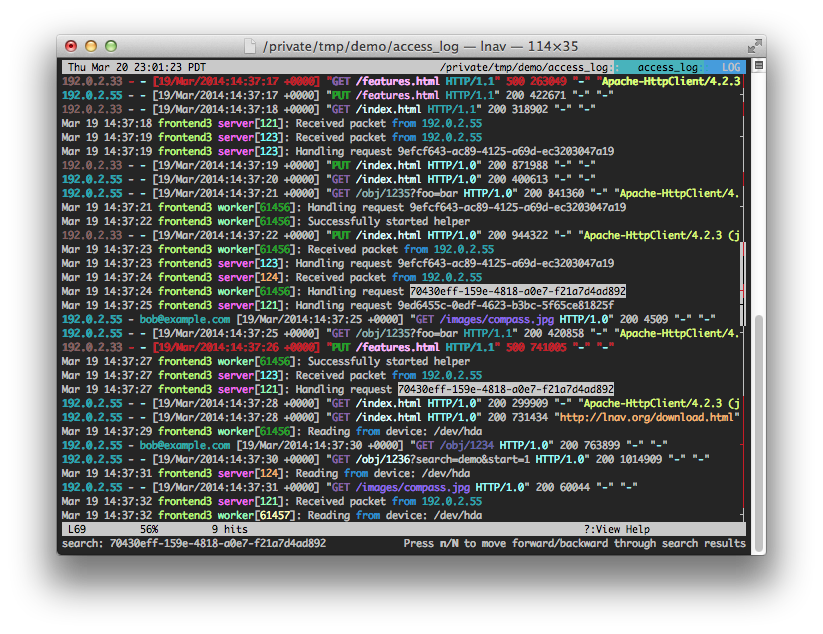 /private/tmp/demo/access_log — lnav — 114×35
Thu Mar 20 23:01:23 PDT /private/tmp/demo/access_log: access_log: LOG
192.0.2.33 - - [19/Mar/2014:14:37:17 +0000] "GET /features.html HTTP/1.1" 500 263049 "-" "Apache-HttpClient/4.2.3
192.0.2.55 - - [19/Mar/2014:14:37:17 +0000] "PUT /features.html HTTP/1.1" 200 422671 "-" "-"
192.0.2.33 - - [19/Mar/2014:14:37:18 +0000] "GET /index.html HTTP/1.1" 200 318902 "-" "-"
Mar 19 14:37:18 frontend3 server[121]: Received packet from 192.0.2.55
Mar 19 14:37:19 frontend3 server[123]: Received packet from 192.0.2.55
Mar 19 14:37:19 frontend3 server[123]: Handling request 9efcf643-ac89-4125-a69d-ec3203047a19
192.0.2.33 - - [19/Mar/2014:14:37:19 +0000] "PUT /index.html HTTP/1.0" 200 871988 "-" "-"
192.0.2.55 - - [19/Mar/2014:14:37:20 +0000] "GET /index.html HTTP/1.0" 200 400613 "-" "-"
192.0.2.55 - - [19/Mar/2014:14:37:21 +0000] "GET /obj/1235?foo=bar HTTP/1.0" 200 841360 "-" "Apache-HttpClient/4.
Mar 19 14:37:21 frontend3 worker[61456]: Handling request 9efcf643-ac89-4125-a69d-ec3203047a19
Mar 19 14:37:22 frontend3 worker[61456]: Successfully started helper
192.0.2.33 - - [19/Mar/2014:14:37:22 +0000] "PUT /index.html HTTP/1.0" 200 944322 "-" "Apache-HttpClient/4.2.3 (j
Mar 19 14:37:23 frontend3 worker[61456]: Received packet from 192.0.2.55
Mar 19 14:37:23 frontend3 server[123]: Handling request 9efcf643-ac89-4125-a69d-ec3203047a19
Mar 19 14:37:24 frontend3 server[124]: Received packet from 192.0.2.55
Mar 19 14:37:24 frontend3 worker[61456]: Handling request 70430eff-159e-4818-a0e7-f21a7d4ad892
Mar 19 14:37:25 frontend3 server[121]: Handling request 9ed6455c-0edf-4623-b3bc-5f65ce81825f
192.0.2.55 - bob@example.com [19/Mar/2014:14:37:25 +0000] "GET /images/compass.jpg HTTP/1.0" 200 4509 "-" "-"
192.0.2.55 - - [19/Mar/2014:14:37:25 +0000] "GET /obj/1235?foo=bar HTTP/1.1" 200 420858 "-" "Apache-HttpClient/4.
192.0.2.33 - - [19/Mar/2014:14:37:26 +0000] "PUT /features.html HTTP/1.1" 500 741005 "-" "-"
Mar 19 14:37:27 frontend3 worker[61456]: Successfully started helper
Mar 19 14:37:27 frontend3 server[123]: Received packet from 192.0.2.55
Mar 19 14:37:27 frontend3 server[121]: Handling request 70430eff-159e-4818-a0e7-f21a7d4ad892
192.0.2.55 - - [19/Mar/2014:14:37:28 +0000] "GET /index.html HTTP/1.0" 200 299909 "-" "Apache-HttpClient/4.2.3 (j
192.0.2.55 - - [19/Mar/2014:14:37:28 +0000] "GET /index.html HTTP/1.0" 200 731434 "http://lnav.org/download.html"
Mar 19 14:37:29 frontend3 worker[61456]: Reading from device: /dev/hda
192.0.2.55 - bob@example.com [19/Mar/2014:14:37:30 +0000] "GET /obj/1234 HTTP/1.0" 200 763899 "-" "-"
192.0.2.55 - - [19/Mar/2014:14:37:30 +0000] "GET /obj/1236?search=demo&start=1 HTTP/1.0" 200 1014909 "-" "-"
Mar 19 14:37:31 frontend3 server[124]: Reading from device: /dev/hda
192.0.2.55 - - [19/Mar/2014:14:37:31 +0000] "GET /images/compass.jpg HTTP/1.0" 200 60044 "-" "-"
Mar 19 14:37:32 frontend3 server[121]: Received packet from 192.0.2.55
Mar 19 14:37:32 frontend3 worker[61457]: Reading from device: /dev/hda
L69 56% 9 hits ?:View Help
search: 70430eff-159e-4818-a0e7-f21a7d4ad892 Press n/N to move forward/backward through search results